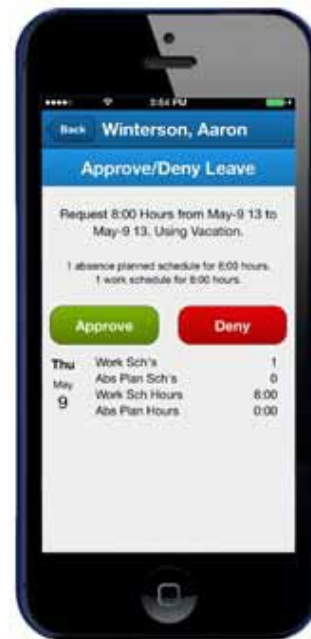 3:54 PM
Back Winterson, Aaron
Approve/Deny Leave
Request 8:00 Hours from May-9 13 to
May-9 13. Using Vacation.
1 absence planned schedule for 8:00 hours.
1 work schedule for 8:00 hours.
Approve Deny
Thu Work Sch's 1
May Abs Plan Sch's 0
9 Work Sch Hours 8:00
Abs Plan Hours 0:00